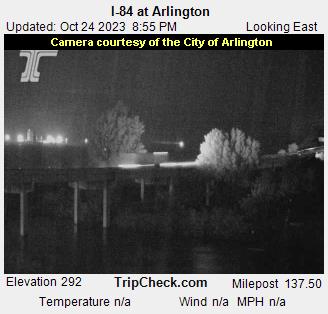 I-84 at Arlington
Updated: Oct 24 2023 8:55 PM Looking East
Camera courtesy of the City of Arlington
Elevation 292 TripCheck.com Milepost 137.50
Temperature n/a Wind n/a MPH n/a